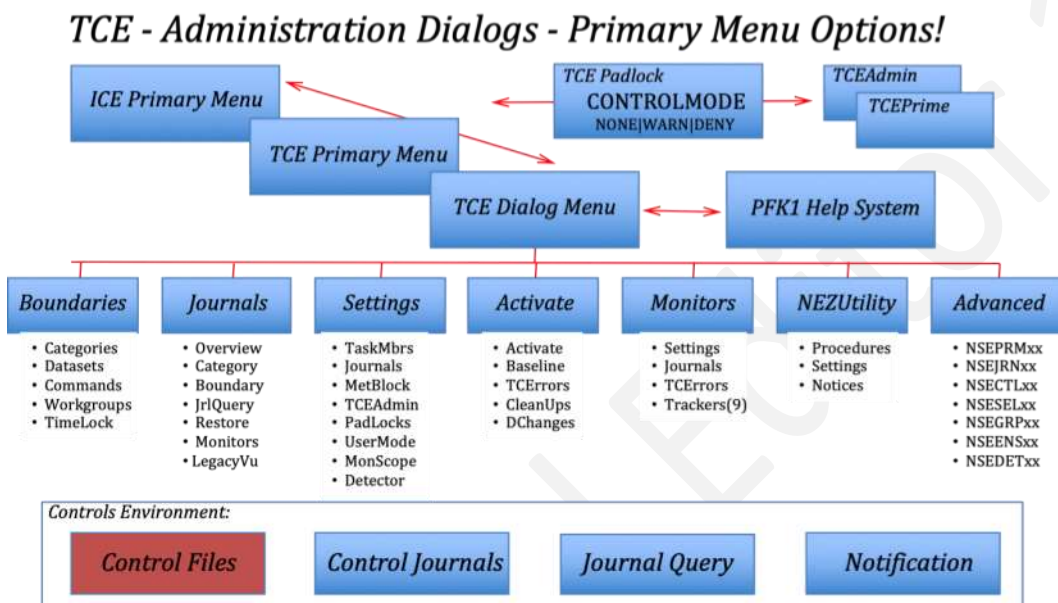 TCE - Administration Dialogs - Primary Menu Options!
ICE Primary Menu
TCE Primary Menu
TCE Dialog Menu
TCE Padlock
CONTROLMODE
NONE|WARN|DENY
TCEAdmin
TCEPrime
PFK1 Help System
Boundaries
• Categories
• Datasets
• Commands
• Workgroups
• TimeLock
Journals
• Overview
• Category
• Boundary
• JrlQuery
• Restore
• Monitors
• LegacyVu
Settings
• TaskMbrs
• Journals
• MetBlock
• TCEAdmin
• PadLocks
• UserMode
• MonScope
• Detector
Activate
• Activate
• Baseline
• TCErrors
• CleanUps
• DChanges
Monitors
• Settings
• Journals
• TCErrors
• Trackers(9)
NEZUtility
• Procedures
• Settings
• Notices
Advanced
• NSEPRMxx
• NSEJRNxx
• NSECTLxx
• NSESELxx
• NSEGRPxx
• NSEENSxx
• NSEDETxx
Controls Environment:
Control Files
Control Journals
Journal Query
Notification